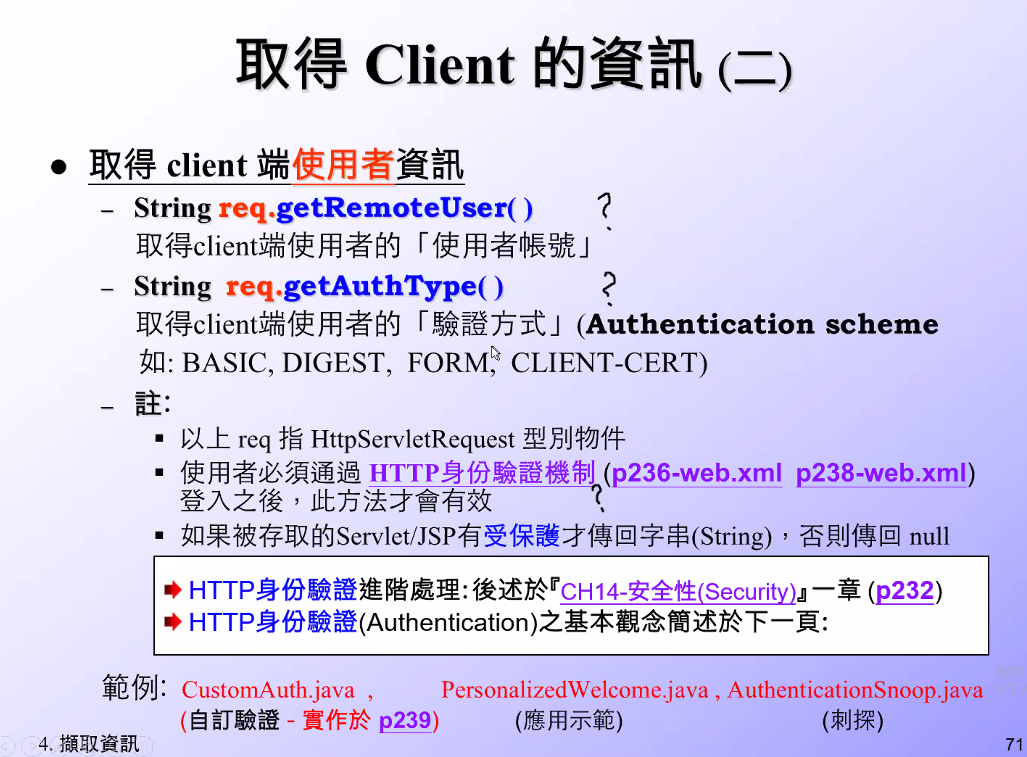 取得 Client 的資訊 (二)
● 取得 client 端使用者資訊
– String req.getRemoteUser( ) ?
取得client端使用者的「使用者帳號」
– String req.getAuthType( ) ?
取得client端使用者的「驗證方式」(Authentication scheme
如: BASIC, DIGEST, FORM, CLIENT-CERT)
– 註:
▪ 以上 req 指 HttpServletRequest 型別物件
▪ 使用者必須通過 HTTP身份驗證機制 (p236-web.xml p238-web.xml)
登入之後，此方法才會有效 ?
▪ 如果被存取的Servlet/JSP有受保護才傳回字串(String)，否則傳回 null
HTTP身份驗證進階處理:後述於『CH14-安全性(Security)』一章 (p232)
HTTP身份驗證(Authentication)之基本觀念簡述於下一頁:
範例: CustomAuth.java , PersonalizedWelcome.java , AuthenticationSnoop.java
(自訂驗證 - 實作於 p239) (應用示範) (刺探)
4. 擷取資訊 71